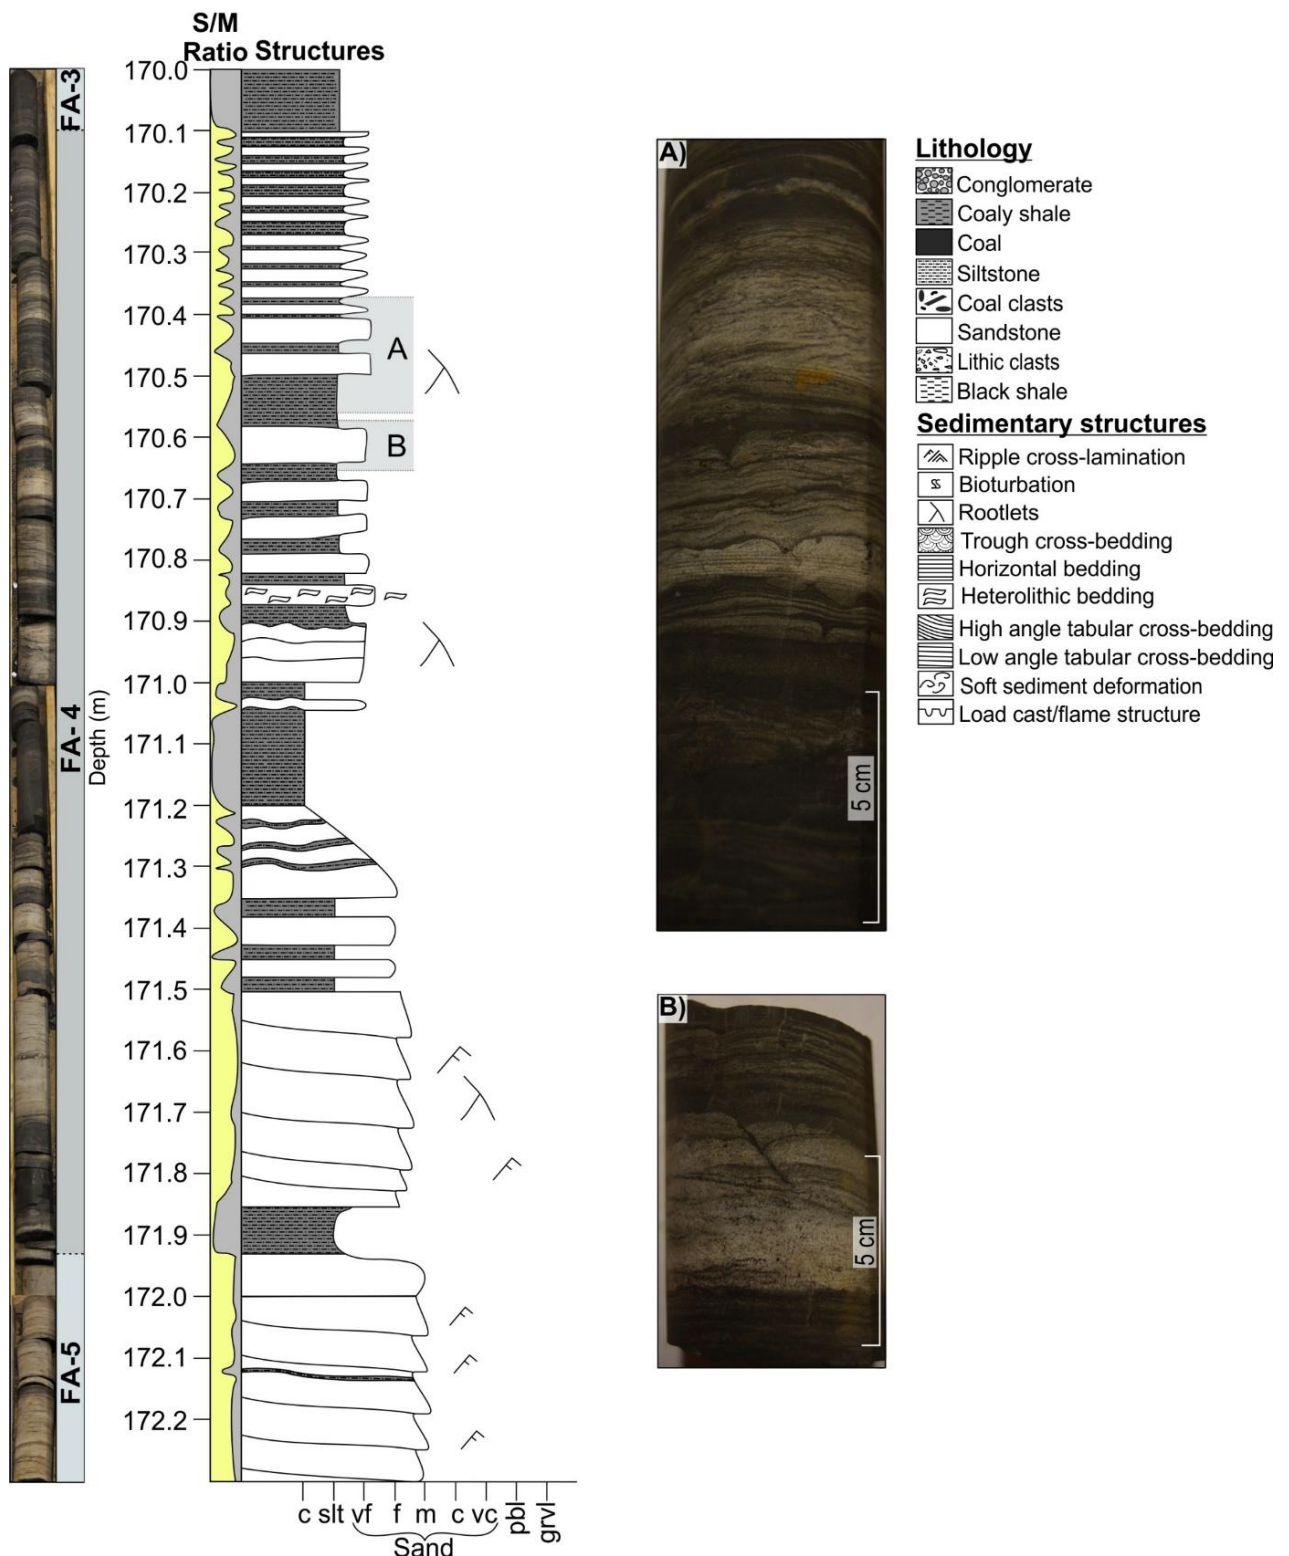 S/M
Ratio Structures
FA-3
FA-4
FA-5
Depth (m)
170.0
170.1
170.2
170.3
170.4
170.5
170.6
170.7
170.8
170.9
171.0
171.1
171.2
171.3
171.4
171.5
171.6
171.7
171.8
171.9
172.0
172.1
172.2
A
B
c slt vf f m c vc pbl grvl
Sand
A)
5 cm
B)
5 cm
Lithology
Conglomerate
Coaly shale
Coal
Siltstone
Coal clasts
Sandstone
Lithic clasts
Black shale
Sedimentary structures
Ripple cross-lamination
Bioturbation
Rootlets
Trough cross-bedding
Horizontal bedding
Heterolithic bedding
High angle tabular cross-bedding
Low angle tabular cross-bedding
Soft sediment deformation
Load cast/flame structure